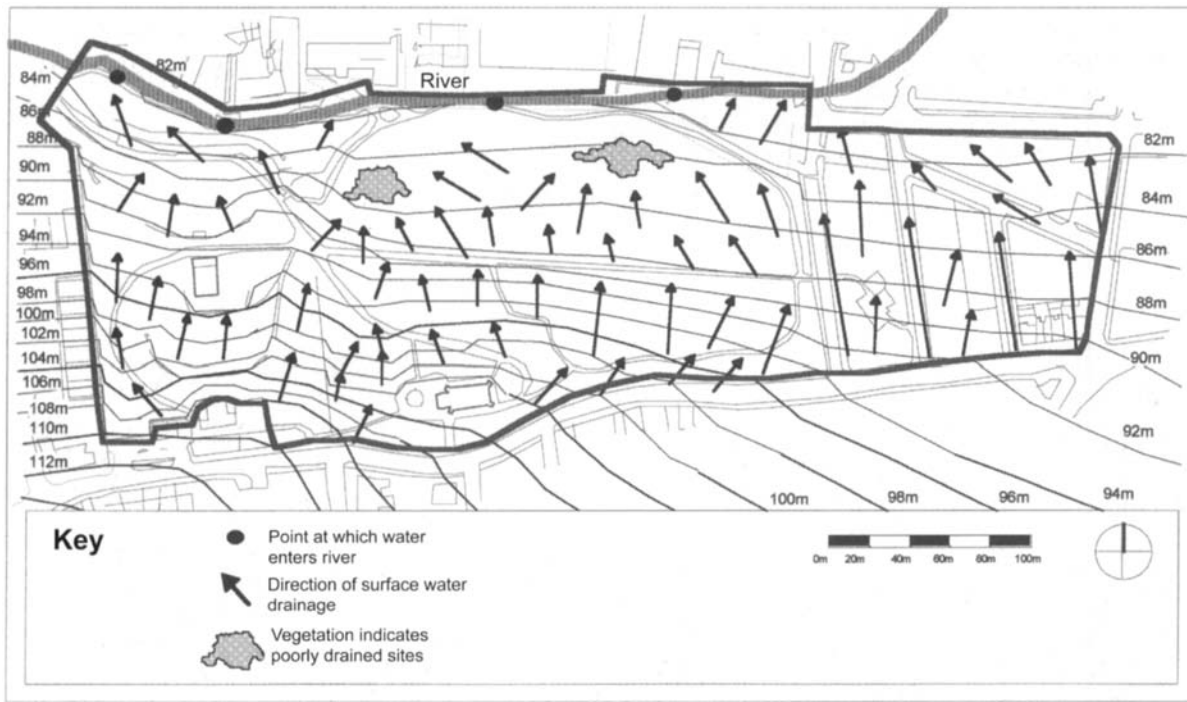 82m
84m
River
86m
88m
82m
90m
92m
84m
94m
86m
96m
98m
88m
100m
102m
104m
90m
106m
108m
110m
92m
112m
100m
98m
96m
94m
Key
Point at which water
enters river
Direction of surface water
drainage
Vegetation indicates
poorly drained sites
0m 20m 40m 60m 80m 100m